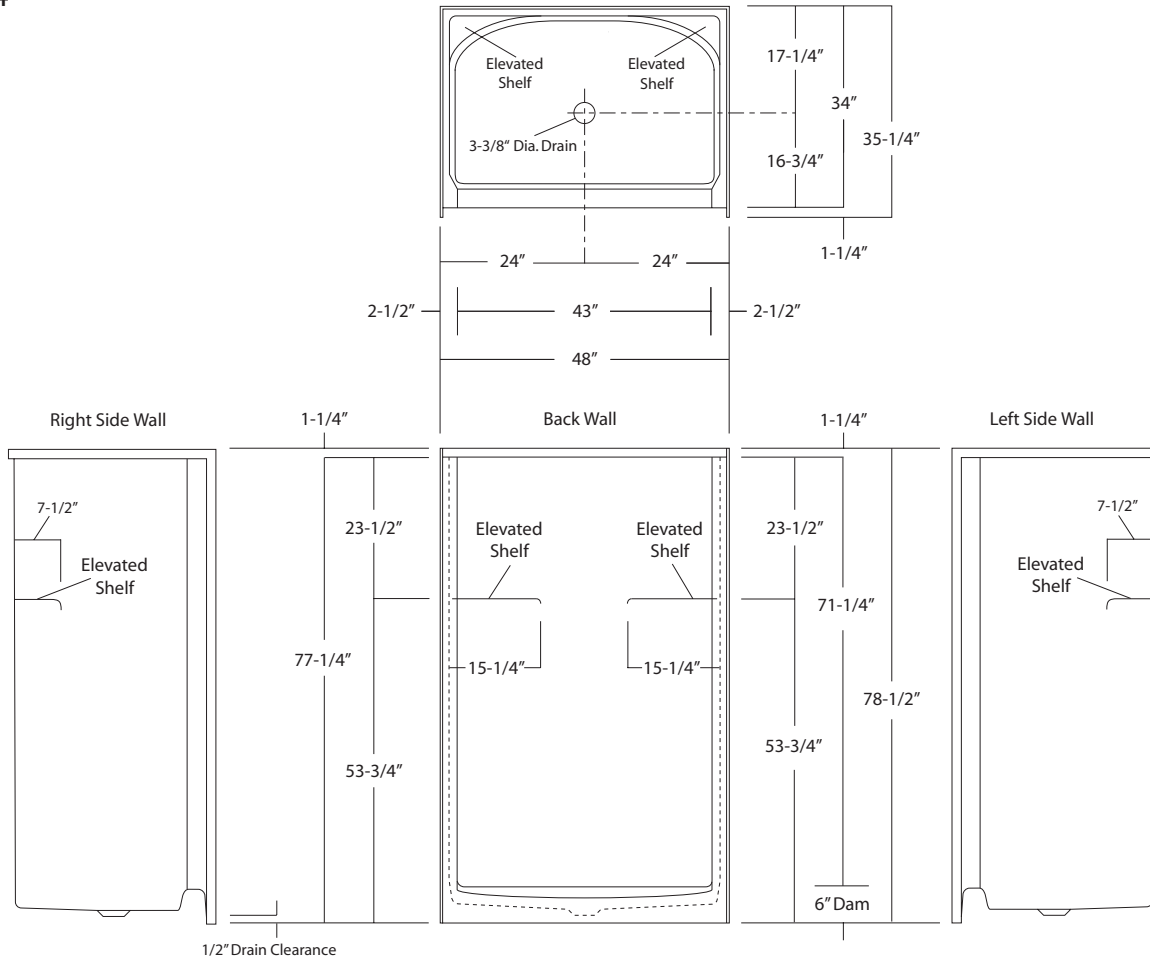 17-1/4”
Elevated
Shelf
Elevated
Shelf
34”
35-1/4”
3-3/8“ Dia. Drain
16-3/4”
1-1/4”
24”
24”
2-1/2”
43”
2-1/2”
48”
Right Side Wall
1-1/4”
Back Wall
1-1/4”
Left Side Wall
7-1/2”
23-1/2”
Elevated
Shelf
Elevated
Shelf
23-1/2”
7-1/2”
Elevated
Shelf
Elevated
Shelf
71-1/4”
77-1/4”
15-1/4”
15-1/4”
78-1/2”
53-3/4”
53-3/4”
6” Dam
1/2” Drain Clearance